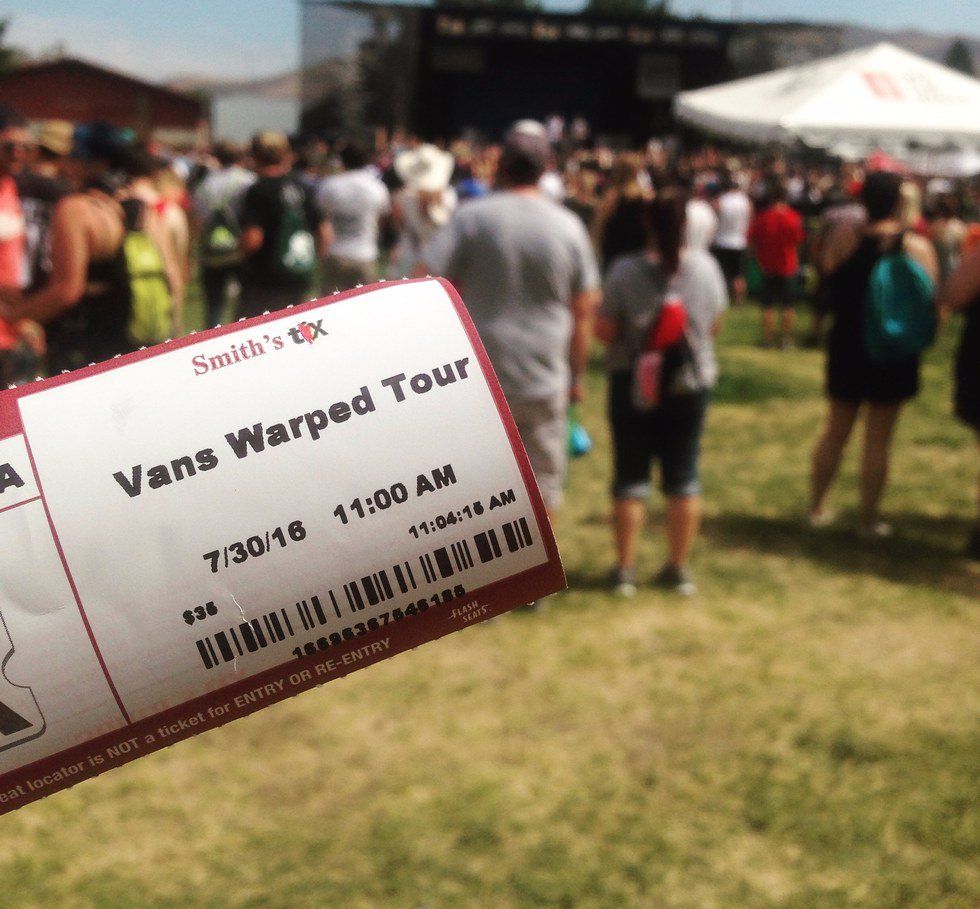 Smith's tix
Vans Warped Tour
7/30/16 11:00 AM
11:04:15 AM
$35
A
FLASH
SEATS
eat locator is NOT a ticket for ENTRY OR RE-ENTRY